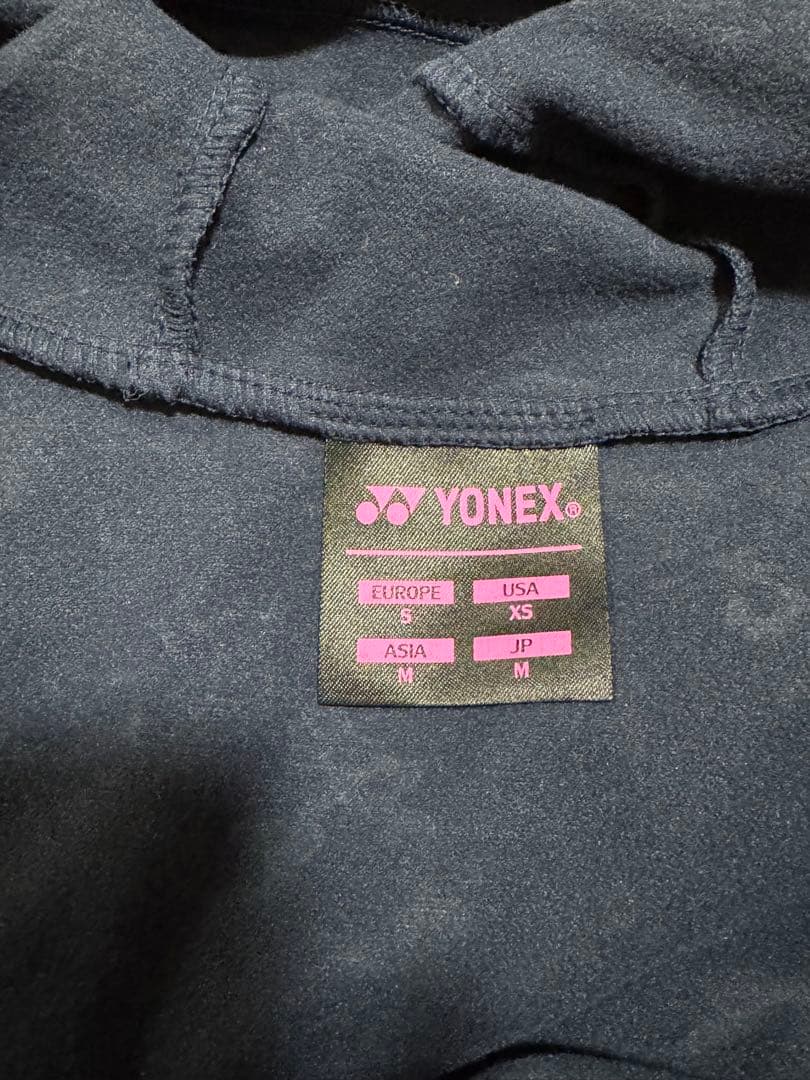 YONEX®
EUROPE USA
S XS
ASIA JP
M M